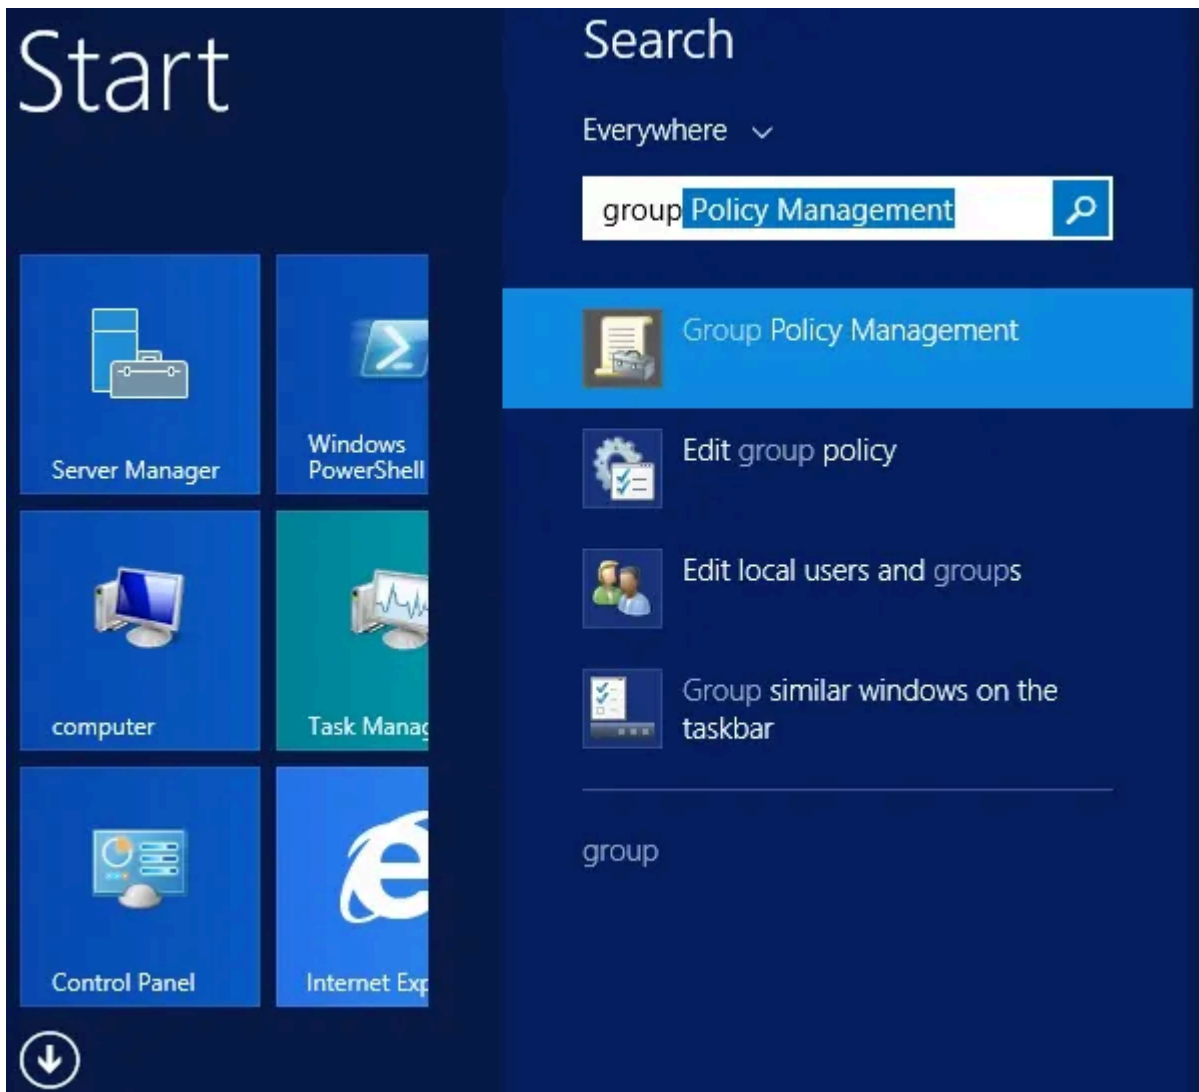 Start
Server Manager
Windows
PowerShell
computer
Task Manag
Control Panel
Internet Exp
Search
Everywhere
group Policy Management
Group Policy Management
Edit group policy
Edit local users and groups
Group similar windows on the
taskbar
group